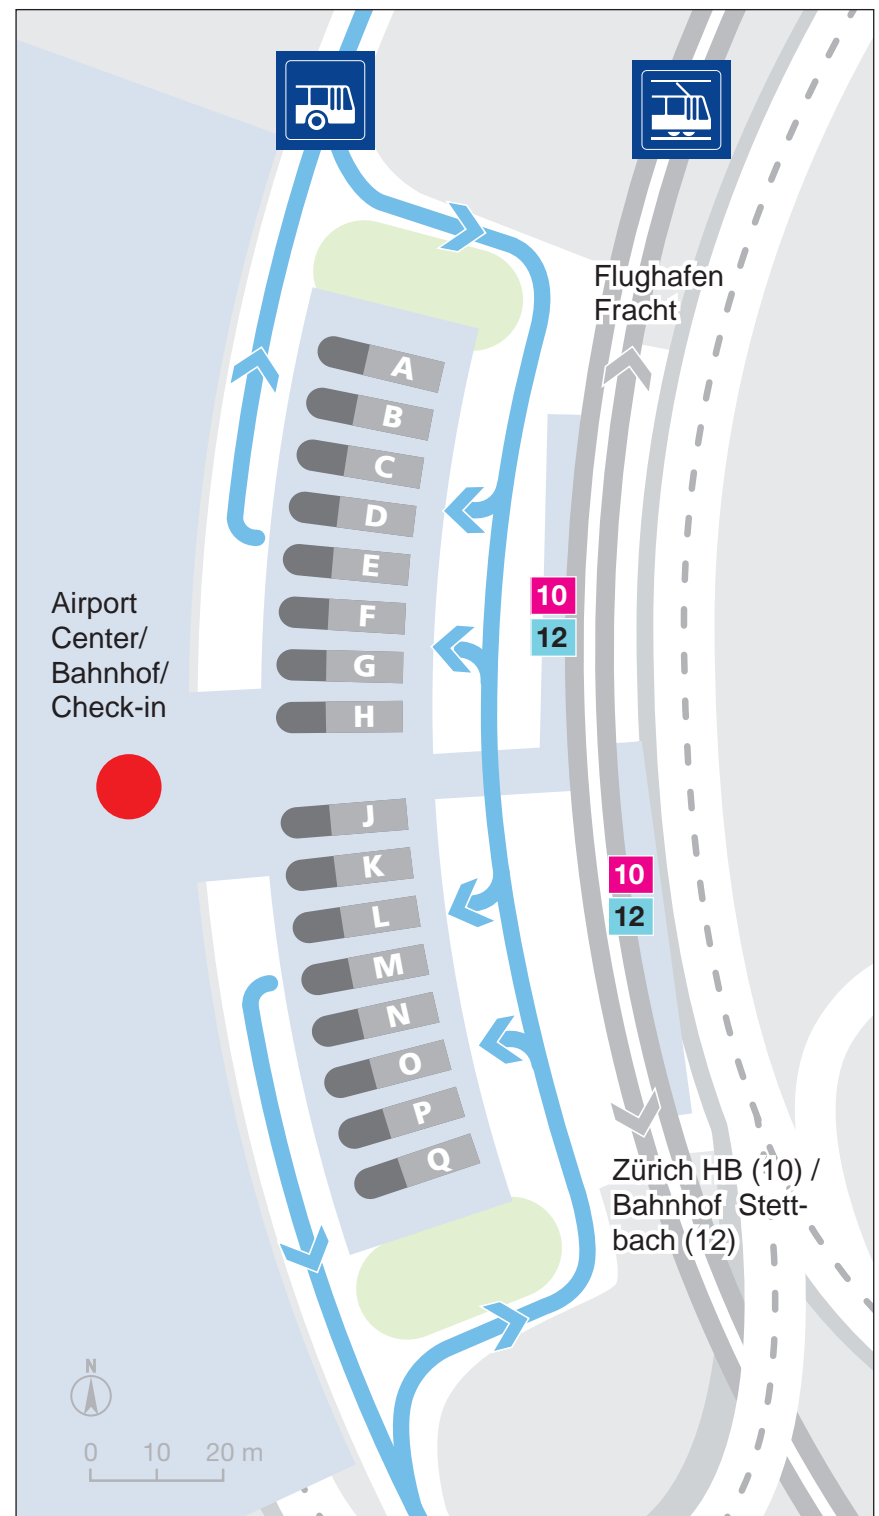 Flughafen
Fracht
A
B
C
D
E
F
G
H
10
12
Airport
Center/
Bahnhof/
Check-in
J
K
L
M
N
O
P
Q
10
12
Zürich HB (10) /
Bahnhof Stett-
bach (12)
N
0 10 20 m